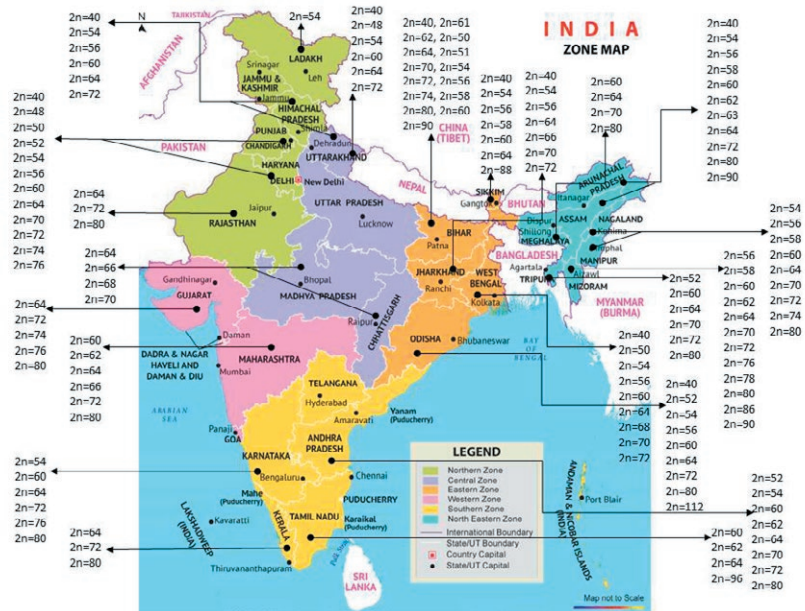 INDIA
ZONE MAP
N
TAJIKISTAN
AFGHANISTAN
PAKISTAN
CHINA
(TIBET)
NEPAL
BHUTAN
BANGLADESH
MYANMAR
(BURMA)
SRI
LANKA
ARABIAN
SEA
BAY
OF
BENGAL
2n=40
2n=54
2n=56
2n=60
2n=64
2n=72
2n=54
2n=40
2n=48
2n=54
2n=60
2n=64
2n=72
2n=40, 2n=61
2n=62, 2n=50
2n=64, 2n=51
2n=70, 2n=54
2n=72, 2n=56
2n=74, 2n=58
2n=80, 2n=60
2n=90
2n=40
2n=54
2n=56
2n=58
2n=60
2n=64
2n=88
2n=40
2n=54
2n=56
2n=64
2n=66
2n=70
2n=72
2n=60
2n=64
2n=70
2n=80
2n=40
2n=54
2n=56
2n=58
2n=60
2n=62
2n=63
2n=64
2n=72
2n=80
2n=90
2n=40
2n=48
2n=50
2n=52
2n=54
2n=56
2n=60
2n=64
2n=70
2n=72
2n=74
2n=76
2n=64
2n=72
2n=80
2n=64
2n=66
2n=68
2n=70
2n=64
2n=72
2n=74
2n=76
2n=80
2n=60
2n=62
2n=64
2n=66
2n=72
2n=80
2n=54
2n=60
2n=64
2n=72
2n=76
2n=80
2n=64
2n=72
2n=80
2n=54
2n=56
2n=58
2n=60
2n=64
2n=70
2n=72
2n=74
2n=80
2n=56
2n=58
2n=60
2n=62
2n=64
2n=70
2n=72
2n=76
2n=78
2n=80
2n=86
2n=90
2n=52
2n=60
2n=64
2n=70
2n=72
2n=80
2n=40
2n=50
2n=54
2n=56
2n=60
2n=64
2n=68
2n=70
2n=72
2n=40
2n=52
2n=54
2n=56
2n=60
2n=64
2n=72
2n=80
2n=112
2n=52
2n=54
2n=60
2n=62
2n=64
2n=70
2n=72
2n=80
2n=60
2n=62
2n=64
2n=96
LADAKH
Leh
Srinagar
JAMMU &
KASHMIR
Jammu
HIMACHAL
PRADESH
Shimla
PUNJAB
CHANDIGARH
Dehradun
UTTARAKHAND
HARYANA
DELHI
New Delhi
RAJASTHAN
Jaipur
UTTAR PRADESH
Lucknow
BIHAR
Patna
SIKKIM
Gangtok
ARUNACHAL
PRADESH
Ittanagar
ASSAM
Dispur
NAGALAND
Kohima
Shillong
MEGHALAYA
Imphal
MANIPUR
Agartala
TRIPURA
Aizawl
MIZORAM
JHARKHAND
Ranchi
WEST
BENGAL
Kolkata
Gandhinagar
GUJARAT
Bhopal
MADHYA PRADESH
CHHATTISGARH
Raipur
ODISHA
Bhubaneswar
Daman
DADRA & NAGAR
HAVELI AND
DAMAN & DIU
MAHARASHTRA
Mumbai
TELANGANA
Hyderabad
Amaravati
Yanam
(Puducherry)
Panaji
GOA
KARNATAKA
ANDHRA
PRADESH
Bengaluru
Chennai
Mahe
(Puducherry)
PUDUCHERRY
TAMIL NADU
Karaikal
(Puducherry)
KERALA
Thiruvananthapuram
LAKSHADWEEP
(INDIA)
Kavaratti
Palk Strait
ANDAMAN & NICOBAR ISLANDS
(INDIA)
Port Blair
LEGEND
Northern Zone
Central Zone
Eastern Zone
Western Zone
Southern Zone
North Eastern Zone
International Boundary
State/UT Boundary
Country Capital
State/UT Capital
Map not to Scale